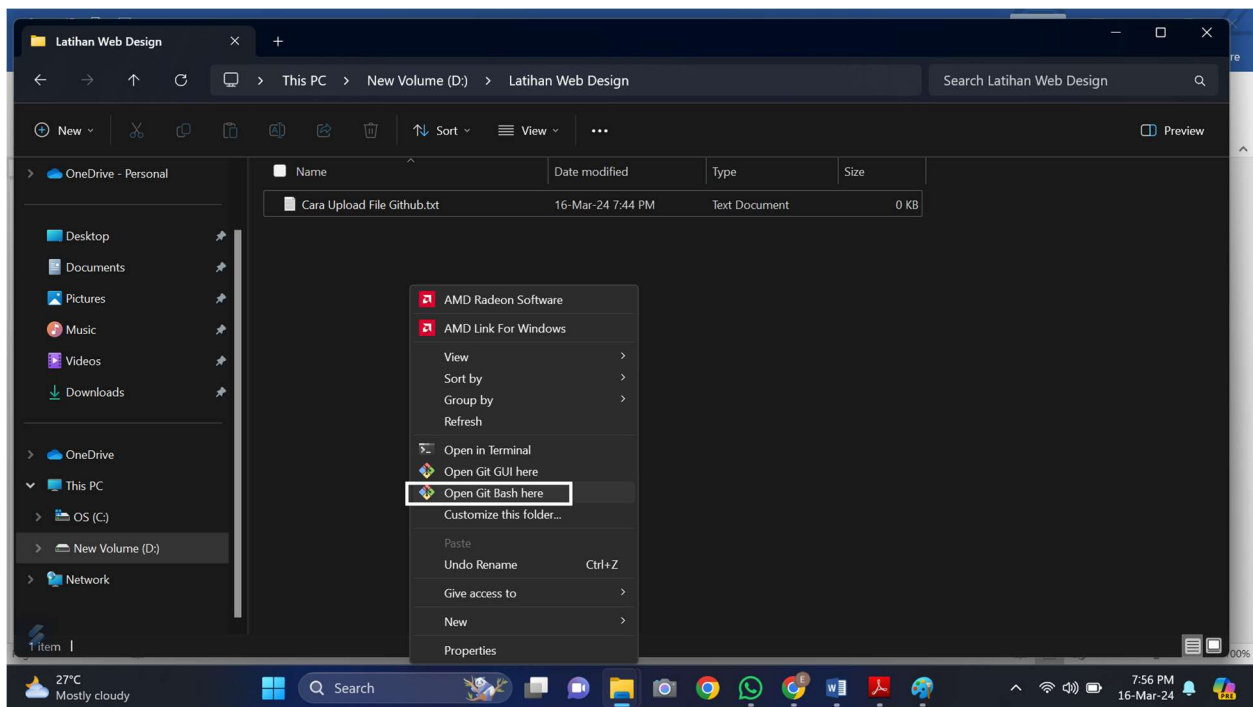 Latihan Web Design
re
This PC > New Volume (D:) > Latihan Web Design
Search Latihan Web Design
New
Sort
View
Preview
OneDrive - Personal
Desktop
Documents
Pictures
Music
Videos
Downloads
OneDrive
This PC
OS (C:)
New Volume (D:)
Network
Name Date modified Type Size
Cara Upload File Github.txt 16-Mar-24 7:44 PM Text Document 0 KB
AMD Radeon Software
AMD Link For Windows
View
Sort by
Group by
Refresh
Open in Terminal
Open Git GUI here
Open Git Bash here
Customize this folder...
Paste
Undo Rename Ctrl+Z
Give access to
New
Properties
1 item
00%
27°C
Mostly cloudy
Search
7:56 PM
16-Mar-24
PRE